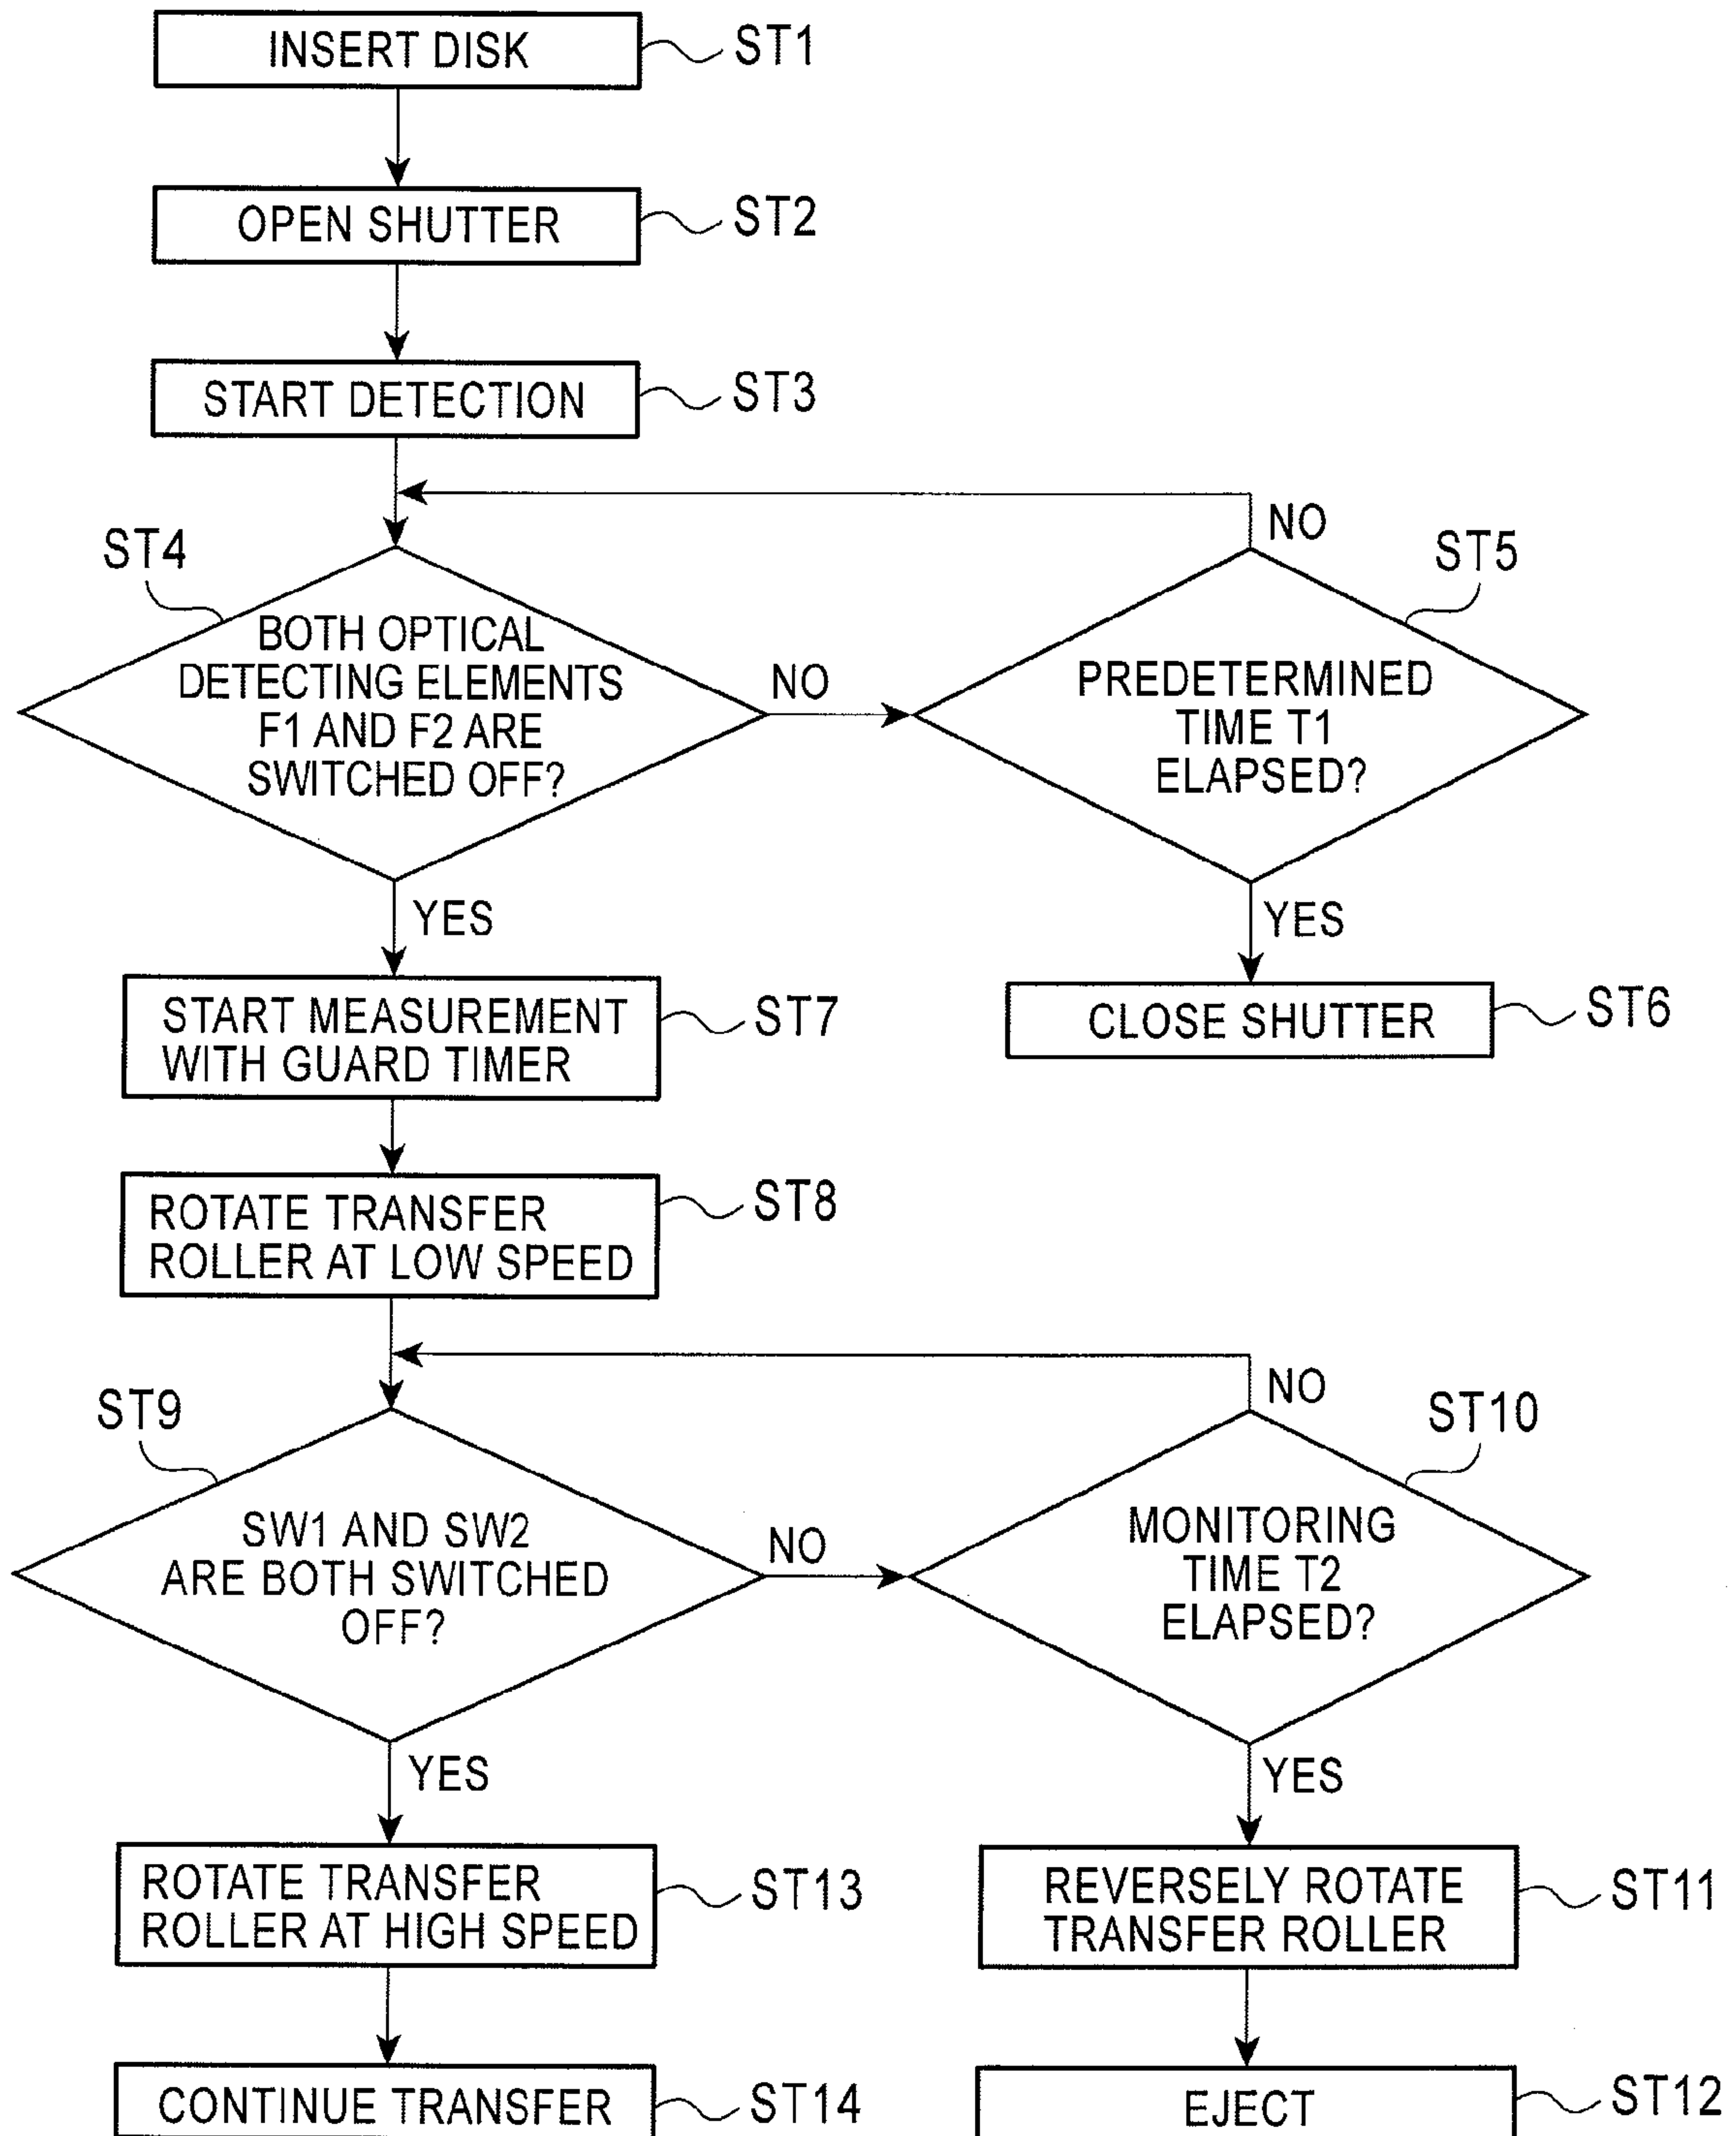 INSERT DISK
ST1
OPEN SHUTTER
ST2
START DETECTION
ST3
NO
ST4
ST5
BOTH OPTICAL
DETECTING ELEMENTS
F1 AND F2 ARE
SWITCHED OFF?
NO
PREDETERMINED
TIME T1
ELAPSED?
YES
YES
START MEASUREMENT
WITH GUARD TIMER
ST7
CLOSE SHUTTER
ST6
ROTATE TRANSFER
ROLLER AT LOW SPEED
ST8
NO
ST9
ST10
SW1 AND SW2
ARE BOTH SWITCHED
OFF?
NO
MONITORING
TIME T2
ELAPSED?
YES
YES
ROTATE TRANSFER
ROLLER AT HIGH SPEED
ST13
REVERSELY ROTATE
TRANSFER ROLLER
ST11
CONTINUE TRANSFER
ST14
EJECT
ST12